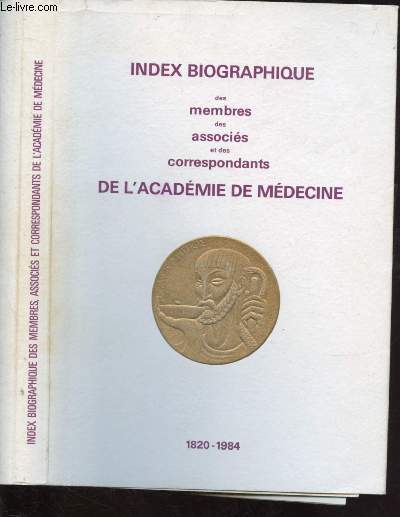 Le-livre.com
INDEX BIOGRAPHIQUE DES MEMBRES, ASSOCIÉS ET CORRESPONDANTS DE L'ACADÉMIE DE MÉDECINE
INDEX BIOGRAPHIQUE
des
membres
des
associés
et des
correspondants
DE L'ACADÉMIE DE MÉDECINE
1820-1984